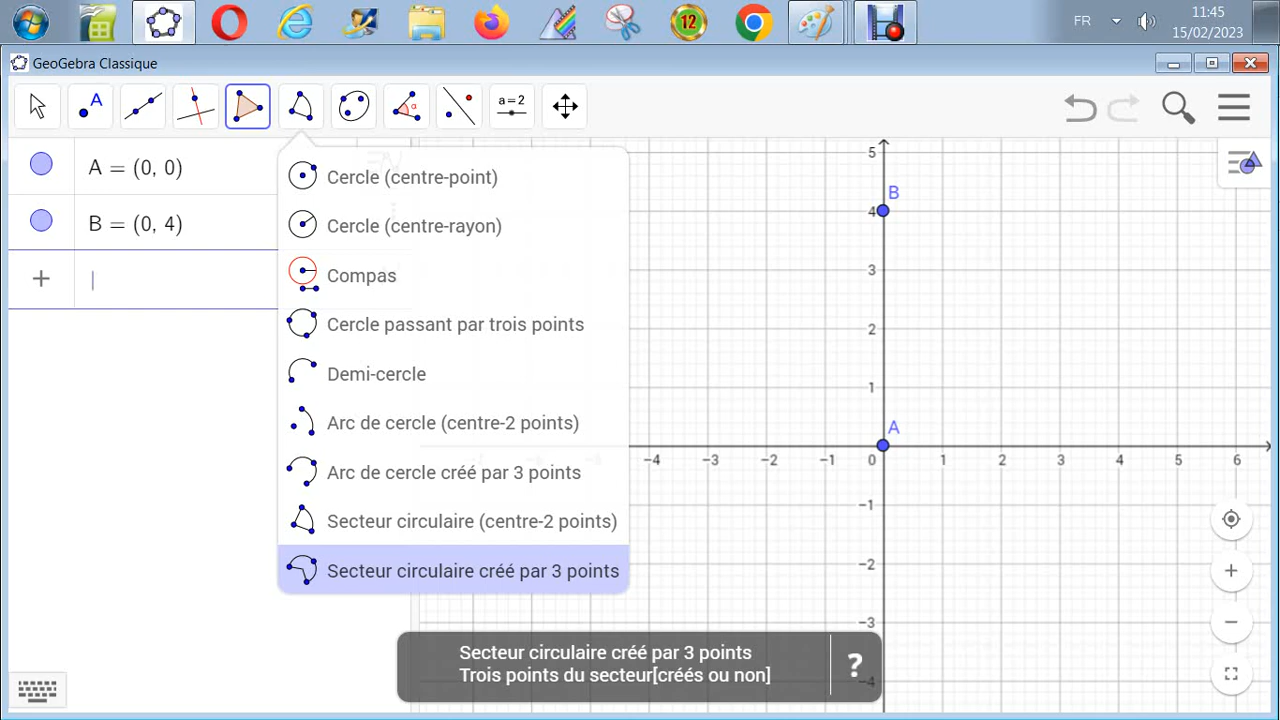 12
FR
11:45
15/02/2023
GeoGebra Classique
A
α
a=2
A = (0, 0)
B = (0, 4)
+
Cercle (centre-point)
Cercle (centre-rayon)
Compas
Cercle passant par trois points
Demi-cercle
Arc de cercle (centre-2 points)
Arc de cercle créé par 3 points
Secteur circulaire (centre-2 points)
Secteur circulaire créé par 3 points
5
B
4
3
2
1
A
-4 -3 -2 -1 0 1 2 3 4 5 6
-1
-2
-3
-4
Secteur circulaire créé par 3 points
Trois points du secteur[créés ou non]
?